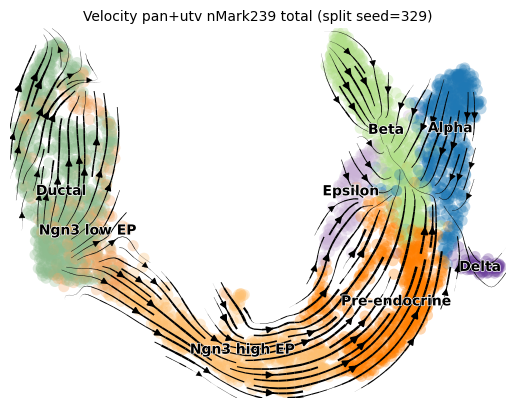 Velocity pan+utv nMark239 total (split seed=329)
Beta
Alpha
Ductal
Epsilon
Ngn3 low EP
Delta
Pre-endocrine
Ngn3 high EP